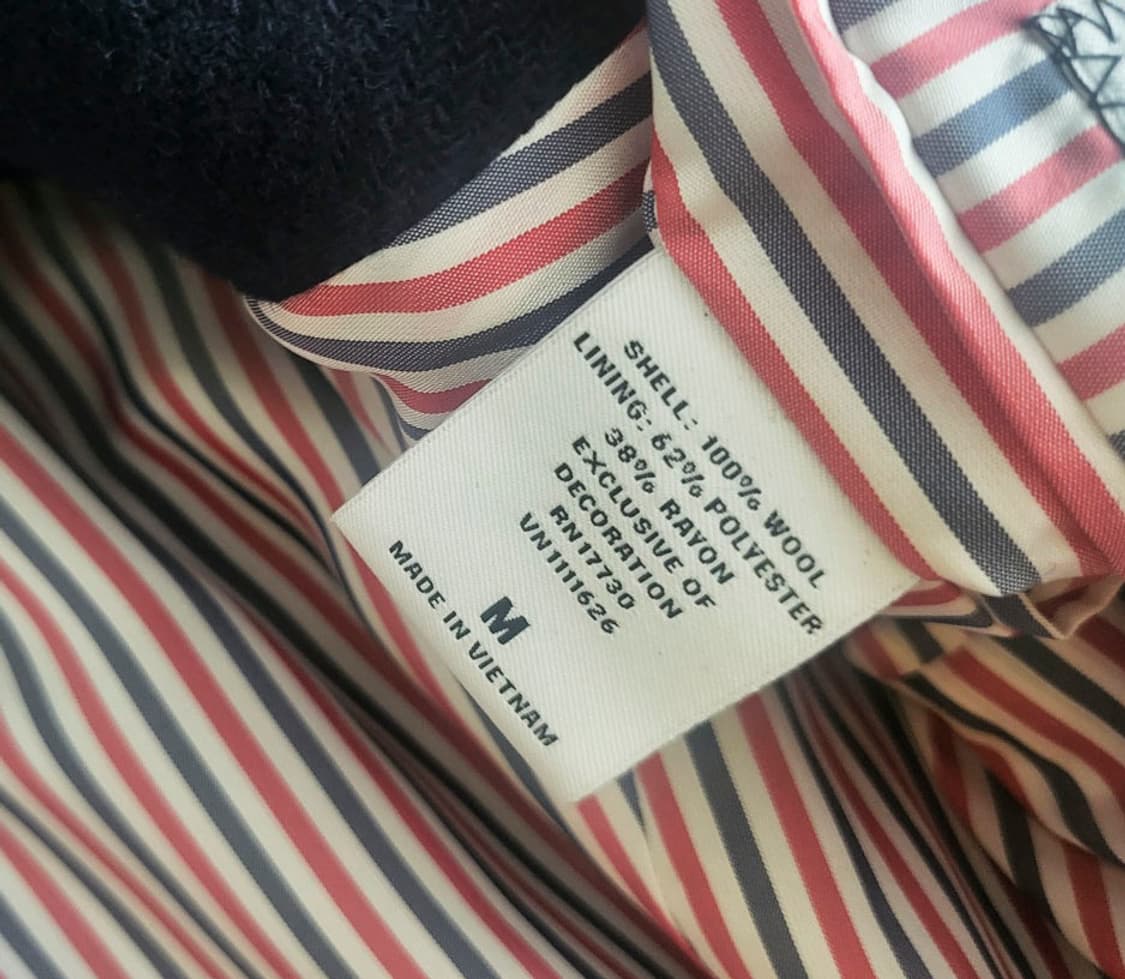 SHELL: 100% WOOL
LINING: 62% POLYESTER
38% RAYON
EXCLUSIVE OF
DECORATION
RN17730
VN1111626
M
MADE IN VIETNAM